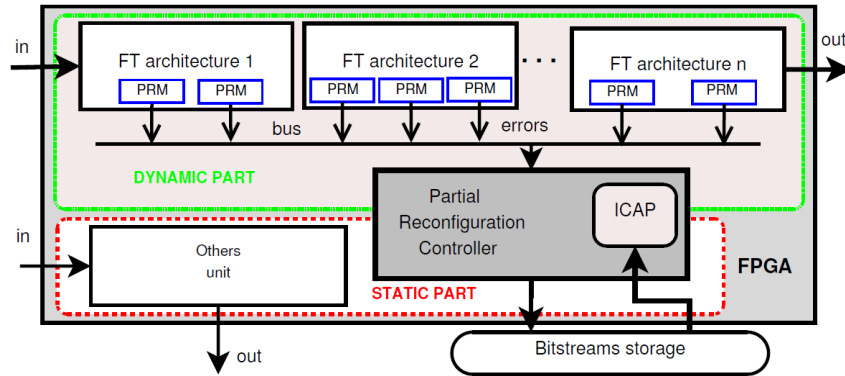 in
out
FT architecture 1
FT architecture 2
. . .
FT architecture n
PRM
PRM
PRM
PRM
PRM
PRM
PRM
bus
errors
DYNAMIC PART
Partial
Reconfiguration
Controller
ICAP
in
Others
unit
FPGA
STATIC PART
out
Bitstreams storage